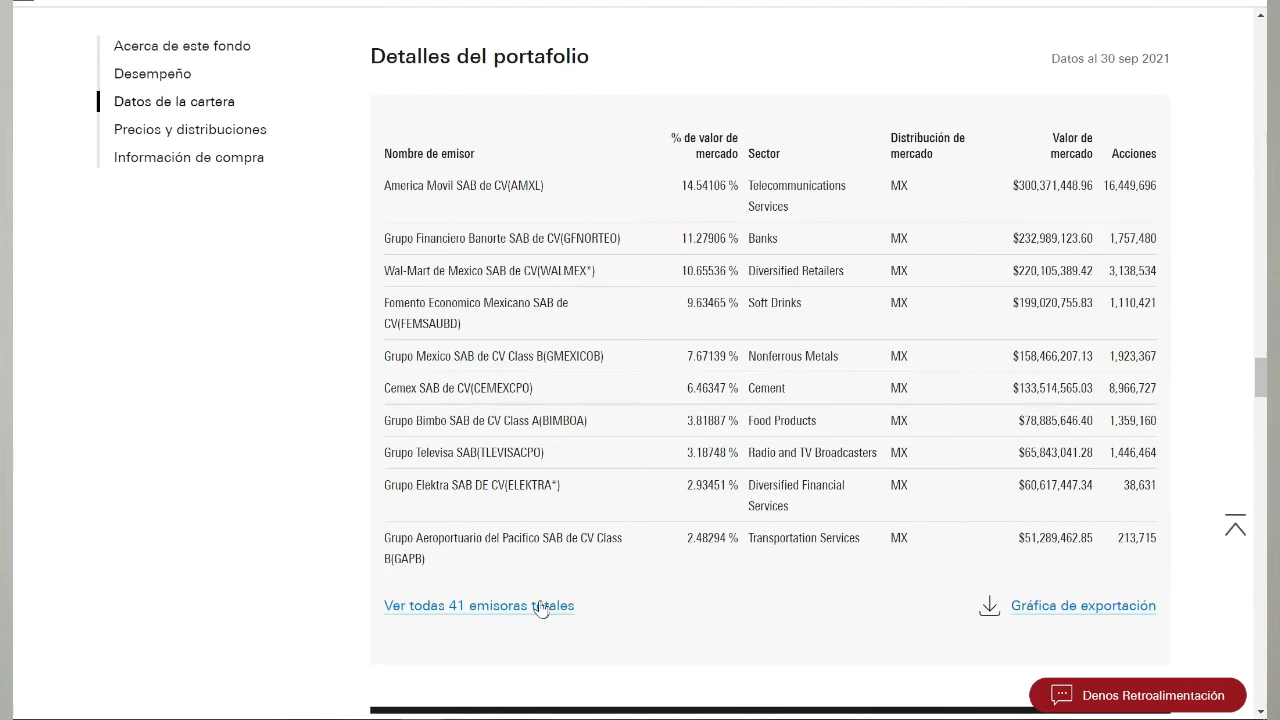 Acerca de este fondo
Desempeño
Datos de la cartera
Precios y distribuciones
Información de compra
Detalles del portafolio
Datos al 30 sep 2021
Nombre de emisor % de valor de mercado Sector Distribución de mercado Valor de mercado Acciones
America Movil SAB de CV(AMXL) 14.54106 % Telecommunications Services MX $300,371,448.96 16,449,696
Grupo Financiero Banorte SAB de CV(GFNORTEO) 11.27906 % Banks MX $232,989,123.60 1,757,480
Wal-Mart de Mexico SAB de CV(WALMEX*) 10.65536 % Diversified Retailers MX $220,105,389.42 3,138,534
Fomento Economico Mexicano SAB de CV(FEMSAUBD) 9.63465 % Soft Drinks MX $199,020,755.83 1,110,421
Grupo Mexico SAB de CV Class B(GMEXICOB) 7.67139 % Nonferrous Metals MX $158,466,207.13 1,923,367
Cemex SAB de CV(CEMEXCPO) 6.46347 % Cement MX $133,514,565.03 8,966,727
Grupo Bimbo SAB de CV Class A(BIMBOA) 3.81887 % Food Products MX $78,885,646.40 1,359,160
Grupo Televisa SAB(TLEVISACPO) 3.18748 % Radio and TV Broadcasters MX $65,843,041.28 1,446,464
Grupo Elektra SAB DE CV(ELEKTRA*) 2.93451 % Diversified Financial Services MX $60,617,447.34 38,631
Grupo Aeroportuario del Pacifico SAB de CV Class B(GAPB) 2.48294 % Transportation Services MX $51,289,462.85 213,715
Ver todas 41 emisoras totales
Gráfica de exportación
Denos Retroalimentación